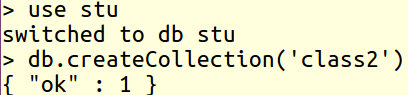 > use stu
switched to db stu
> db.createCollection('class2')
{ "ok" : 1 }